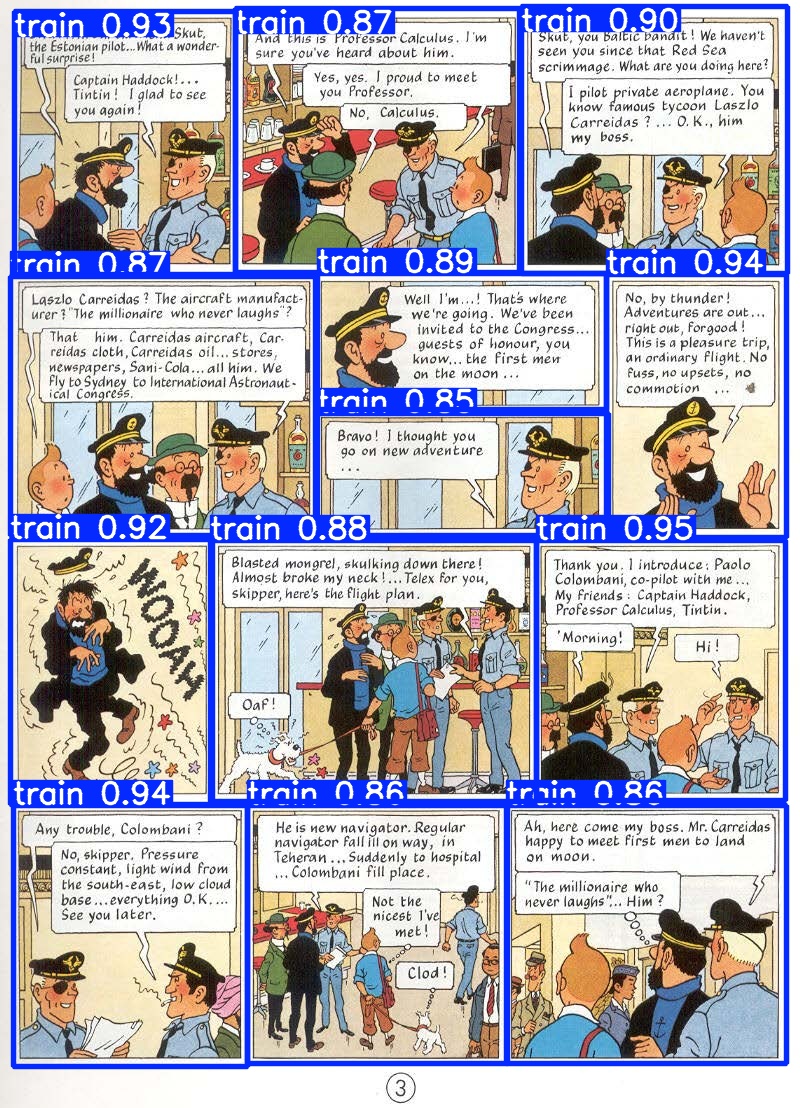 train 0.93
Skut,
the Estonian pilot...What a wonder-
ful surprise!
Captain Haddock!...
Tintin! I glad to see
you again!
train 0.87
And this is Professor Calculus. I'm
sure you've heard about him.
Yes, yes. I proud to meet
you Professor.
No, Calculus.
train 0.90
Skut, you Baltic bandit! We haven't
seen you since that Red Sea
scrimmage. What are you doing here?
I pilot private aeroplane. You
know famous tycoon Laszlo
Carreidas? ... O.K., him
my boss.
train 0.87
Laszlo Carreidas? The aircraft manufact-
urer? "The millionaire who never laughs"?
That him. Carreidas aircraft, Car-
reidas cloth, Carreidas oil... stores,
newspapers, Sani-Cola...all him. We
fly to Sydney to International Astronaut-
ical Congress.
train 0.89
Well I'm...! That's where
we're going. We've been
invited to the Congress...
guests of honour, you
know...the first men
on the moon ...
train 0.85
Bravo! I thought you
go on new adventure
...
train 0.94
No, by thunder!
Adventures are out...
right out, forgood!
This is a pleasure trip,
an ordinary flight. No
fuss, no upsets, no
commotion ...
train 0.92
WOOAH
train 0.88
Blasted mongrel, skulking down there!
Almost broke my neck!...Telex for you,
skipper, here's the flight plan.
Oaf!
train 0.95
Thank you. I introduce: Paolo
Colombani, co-pilot with me...
My friends: Captain Haddock,
Professor Calculus, Tintin.
'Morning!
Hi!
train 0.94
Any trouble, Colombani?
No, skipper. Pressure
constant, light wind from
the south-east, low cloud
base...everything O.K....
See you later.
train 0.86
He is new navigator. Regular
navigator fall ill on way, in
Teheran ... Suddenly to hospital
... Colombani fill place.
Not the
nicest I've
met!
Clod!
train 0.86
Ah, here come my boss. Mr. Carreidas
happy to meet first men to land
on moon.
"The millionaire who
never laughs"... Him?
3